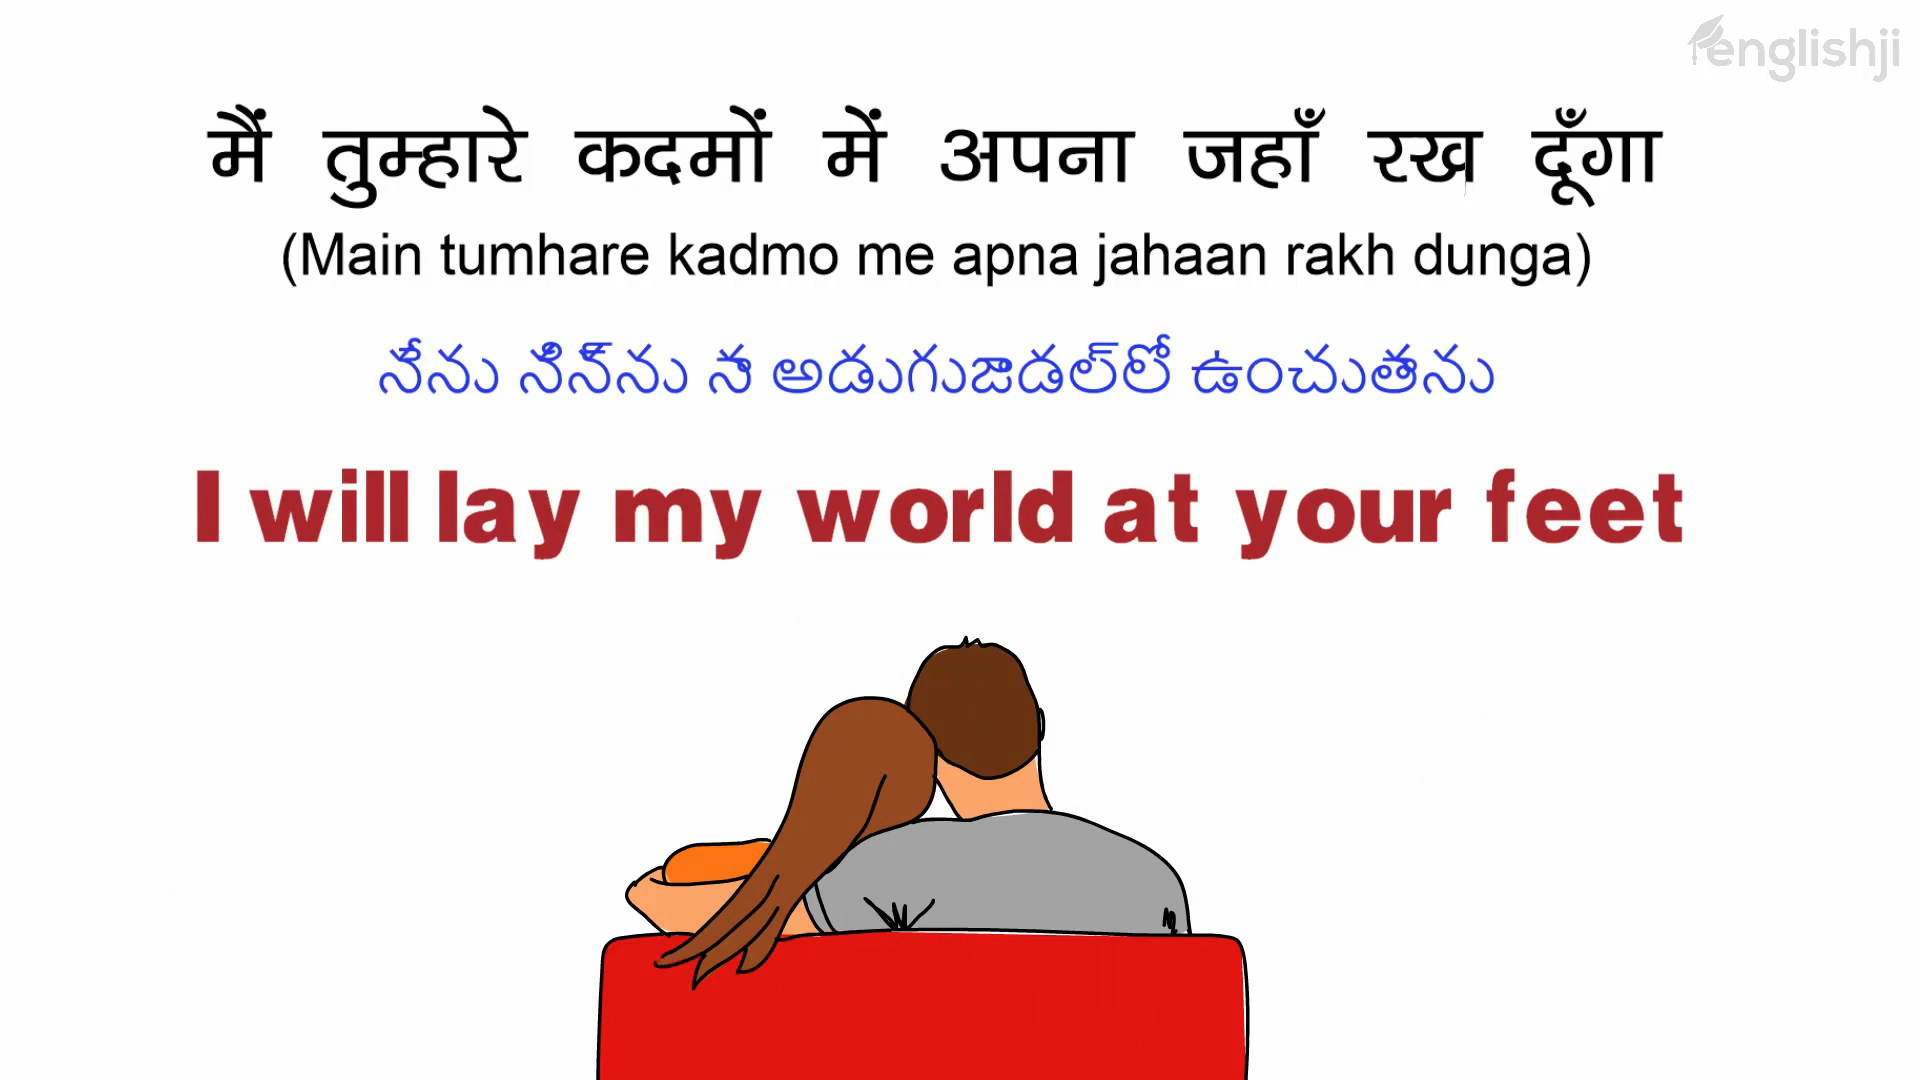 englishji
मैं तुम्हारे कदमों में अपना जहाँ रख दूँगा
(Main tumhare kadmo me apna jahaan rakh dunga)
నేను నిన్ను నా అడుగుజాడల్లో ఉంచుతాను
I will lay my world at your feet